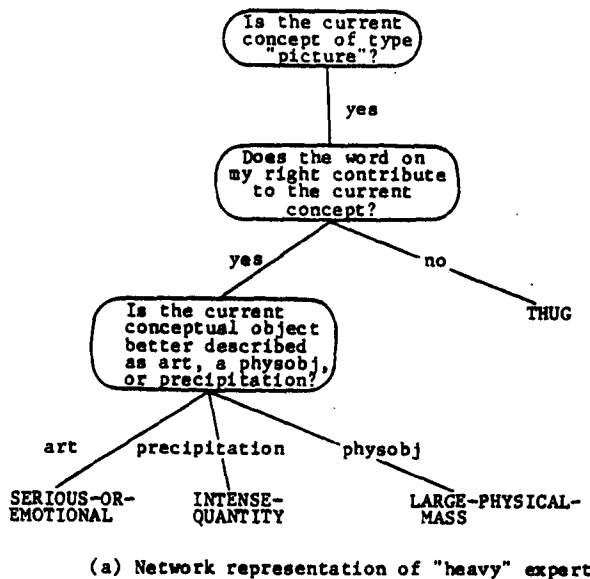 Is the current
concept of type
"picture"?
yes
Does the word on
my right contribute
to the current
concept?
yes
no
THUG
Is the current
conceptual object
better described
as art, a physobj,
or precipitation?
art
precipitation
physobj
SERIOUS-OR-
EMOTIONAL
INTENSE-
QUANTITY
LARGE-PHYSICAL-
MASS
(a) Network representation of "heavy" expert